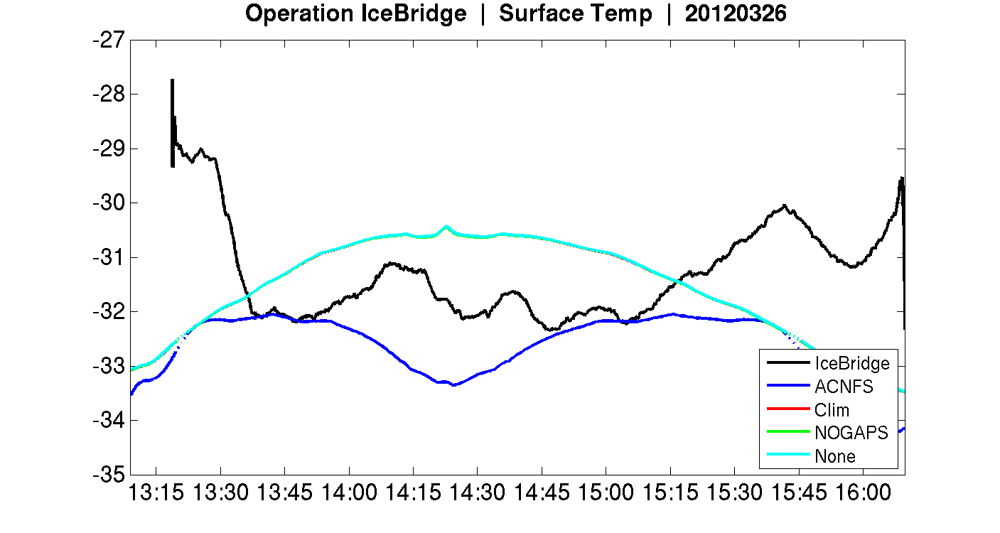 Operation IceBridge | Surface Temp | 20120326
-27
-28
-29
-30
-31
-32
-33
-34
-35
IceBridge
ACNFS
Clim
NOGAPS
None
13:15 13:30 13:45 14:00 14:15 14:30 14:45 15:00 15:15 15:30 15:45 16:00